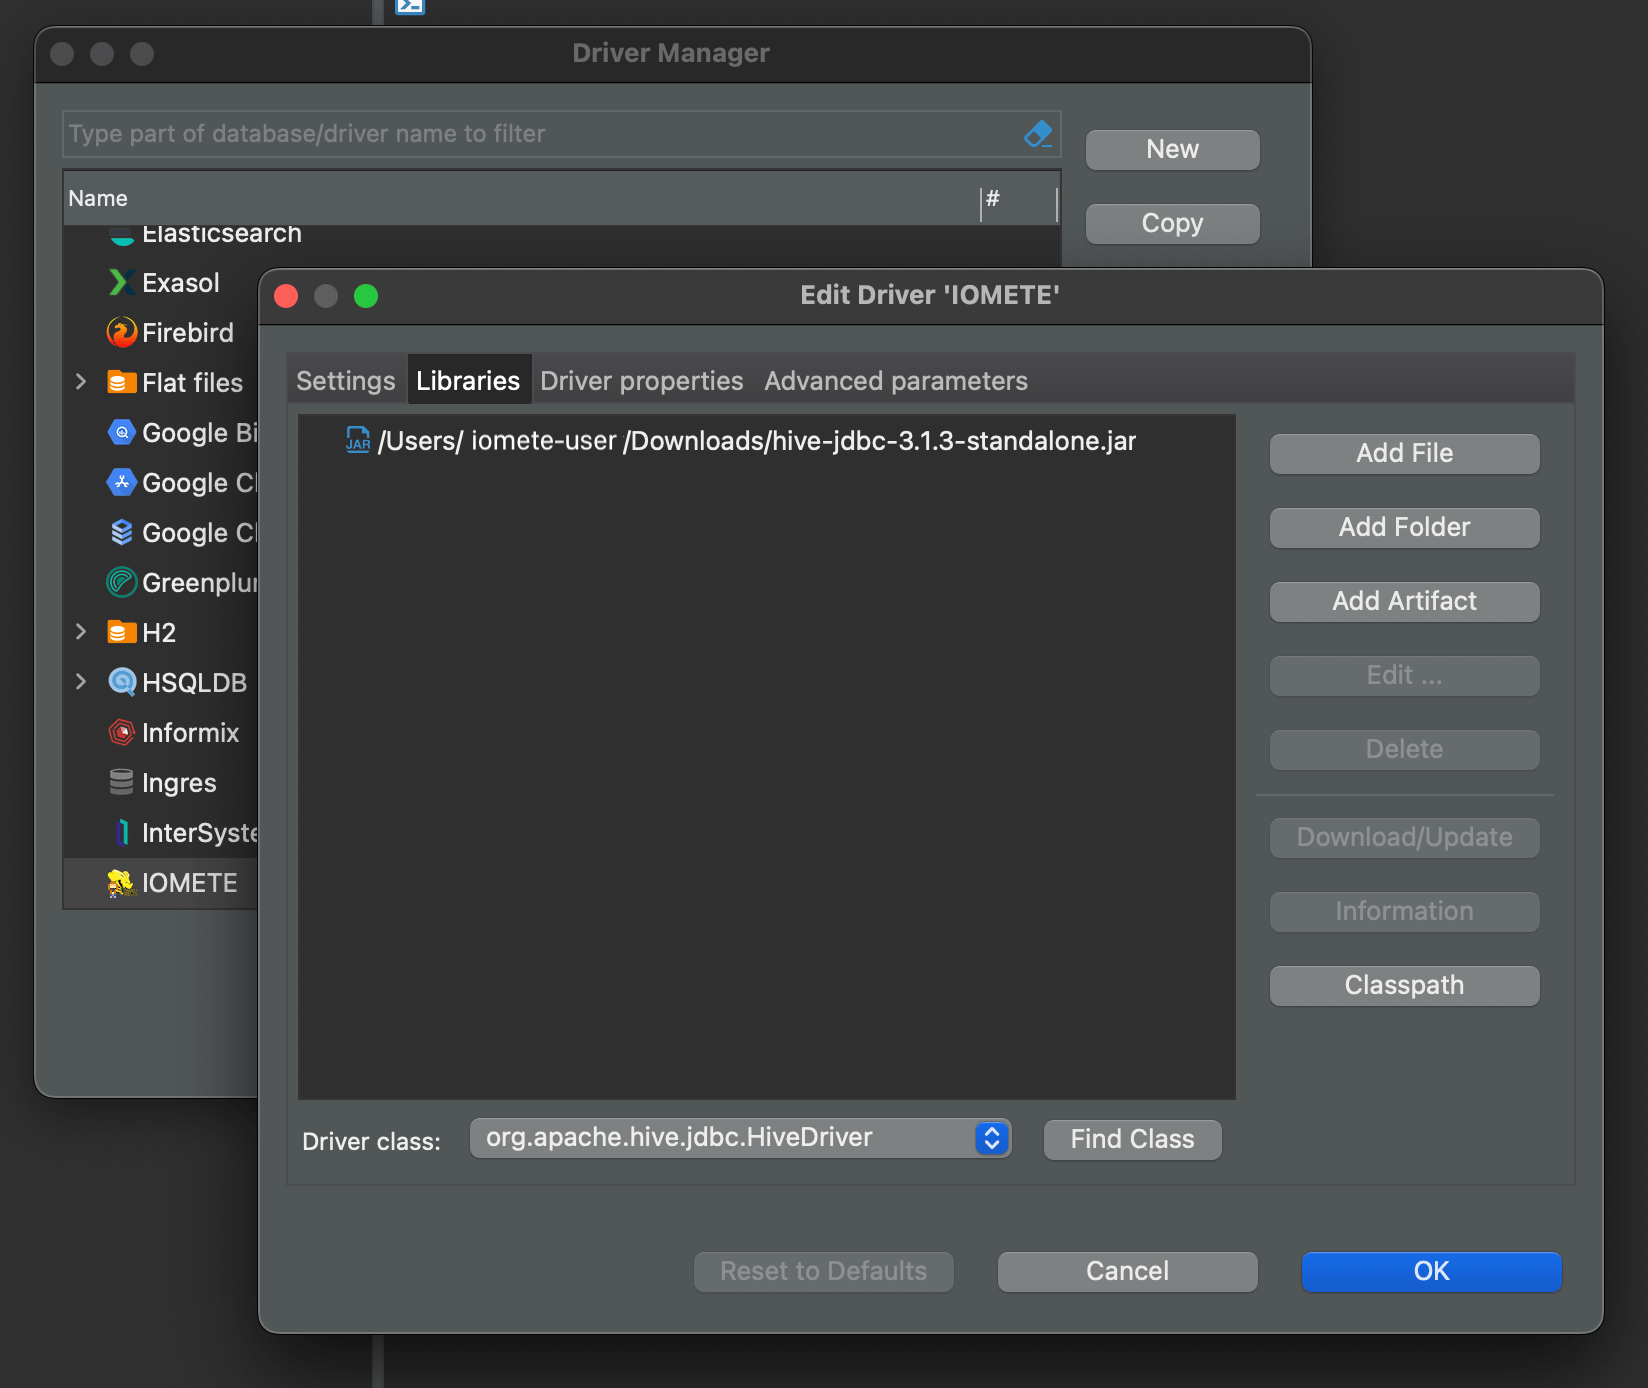 Driver Manager
Type part of database/driver name to filter
New
Name
#
Copy
Elasticsearch
Exasol
Firebird
Flat files
Google Bi
Google Cl
Google Cl
Greenplum
H2
HSQLDB
Informix
Ingres
InterSyste
IOMETE
Edit Driver 'IOMETE'
Settings Libraries Driver properties Advanced parameters
JAR /Users/ iomete-user /Downloads/hive-jdbc-3.1.3-standalone.jar
Add File
Add Folder
Add Artifact
Edit ...
Delete
Download/Update
Information
Classpath
Driver class: org.apache.hive.jdbc.HiveDriver Find Class
Reset to Defaults Cancel OK